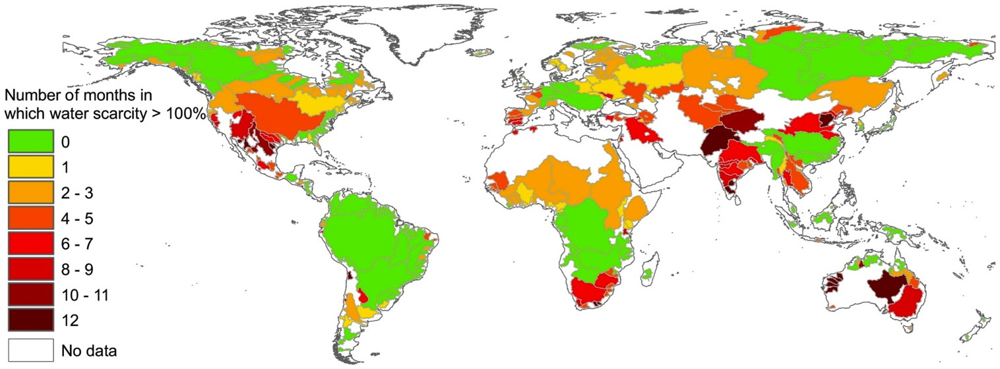 Number of months in
which water scarcity > 100%
0
1
2 - 3
4 - 5
6 - 7
8 - 9
10 - 11
12
No data